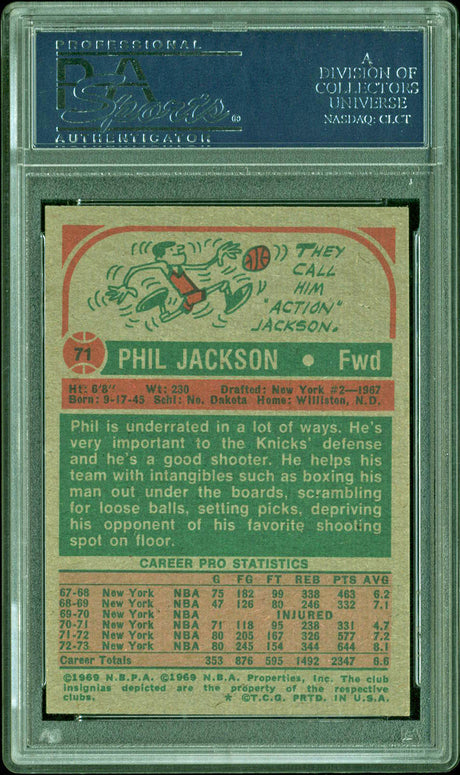 PROFESSIONAL
PSA
Sports
AUTHENTICATOR
A
DIVISION OF
COLLECTORS
UNIVERSE
NASDAQ: CLCT
THEY
CALL
HIM
"ACTION"
JACKSON.
71 PHIL JACKSON • Fwd
Ht: 6'8" Wt: 230 Drafted: New York #2—1967
Born: 9-17-45 Schl: No. Dakota Home: Williston, N.D.
Phil is underrated in a lot of ways. He's
very important to the Knicks' defense
and he's a good shooter. He helps his
team with intangibles such as boxing his
man out under the boards, scrambling
for loose balls, setting picks, depriving
his opponent of his favorite shooting
spot on floor.
CAREER PRO STATISTICS
G FG FT REB PTS AVG
67-68 New York NBA 75 182 99 338 463 6.2
68-69 New York NBA 47 126 80 246 332 7.1
69-70 New York NBA INJURED
70-71 New York NBA 71 118 95 238 331 4.7
71-72 New York NBA 80 205 167 326 577 7.2
72-73 New York NBA 80 245 154 344 644 8.1
Career Totals 353 876 595 1492 2347 6.6
©1969 N.B.P.A. ©1969 N.B.A. Properties, Inc. The club
insignias depicted are the property of the respective
clubs. * ©T.C.G. PRTD. IN U.S.A.